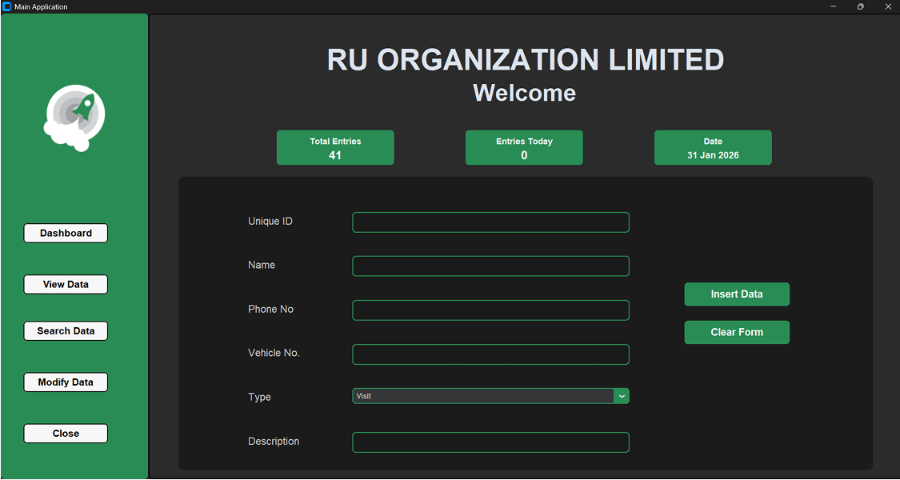 Main Application
RU ORGANIZATION LIMITED
Welcome
Total Entries
41
Entries Today
0
Date
31 Jan 2026
Dashboard
View Data
Search Data
Modify Data
Close
Unique ID
Name
Phone No
Vehicle No.
Type
Visit
Description
Insert Data
Clear Form